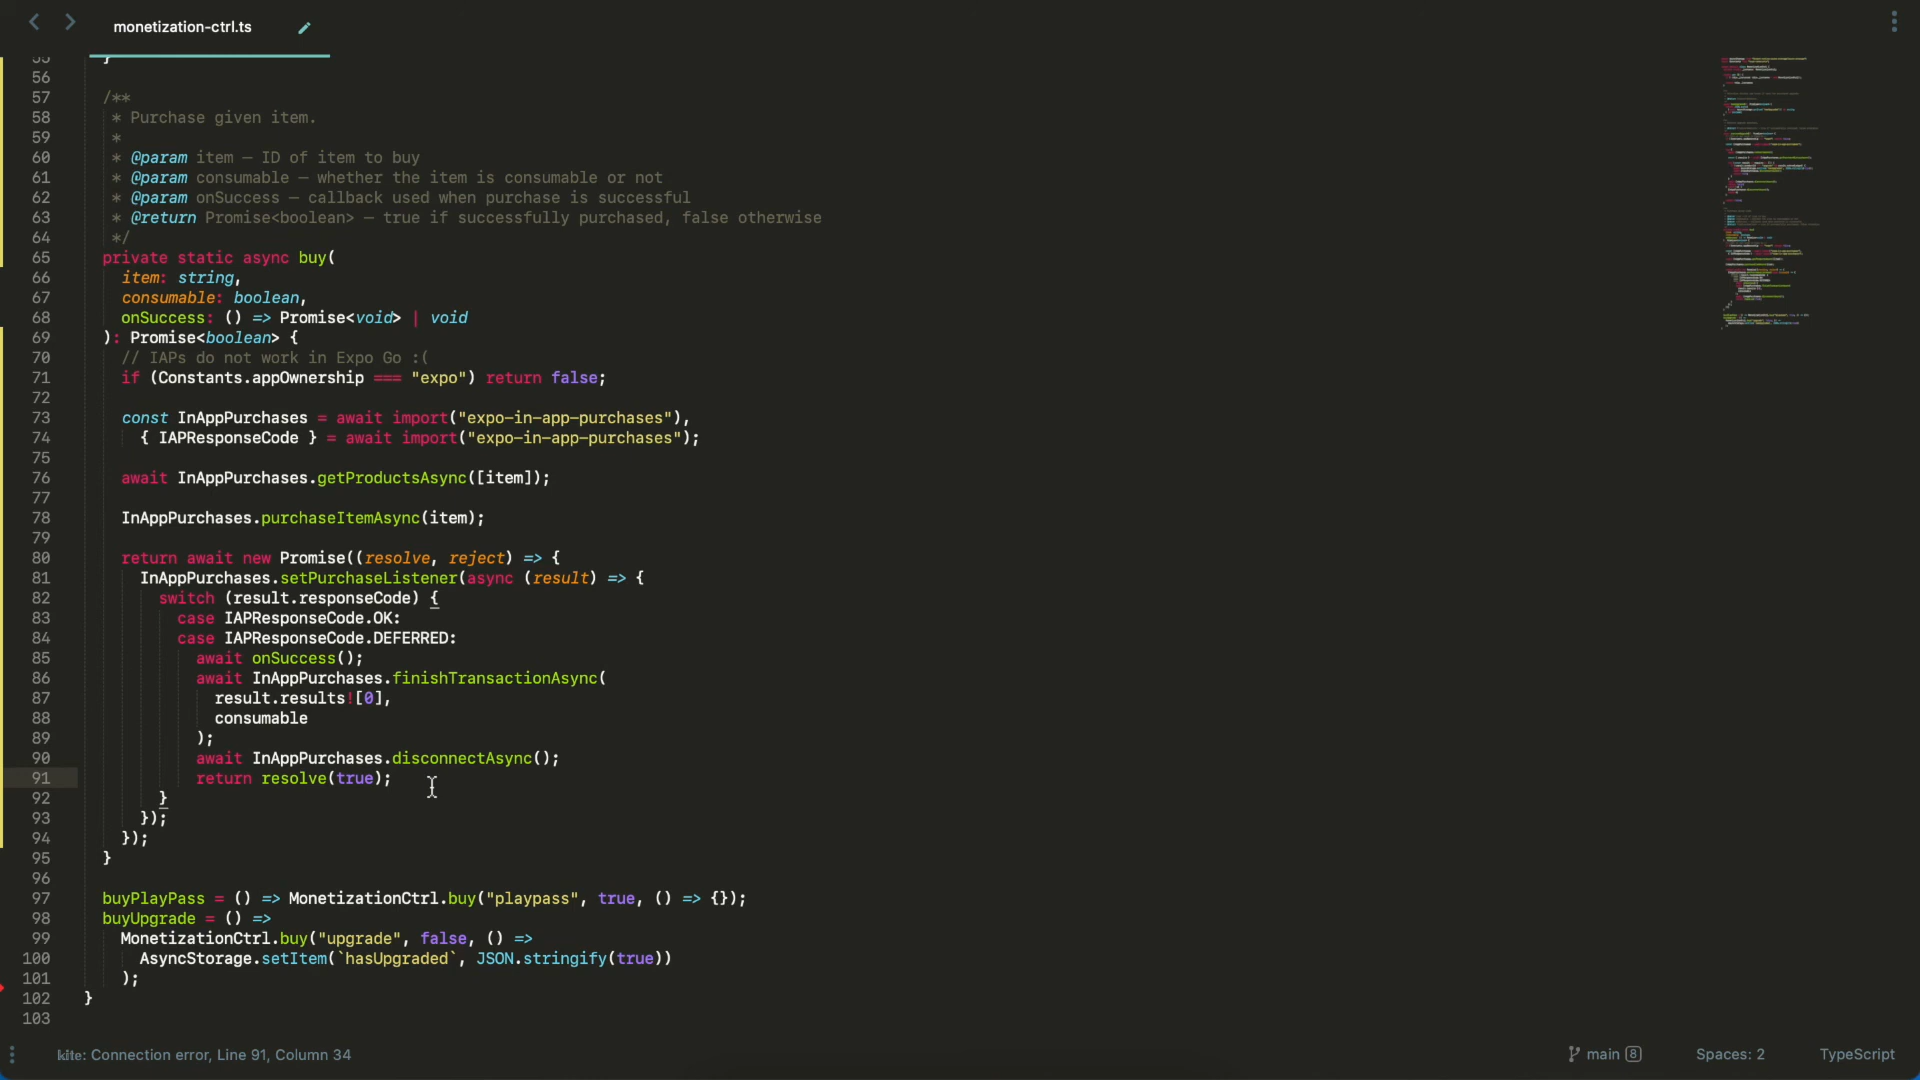 monetization-ctrl.ts
55 }
56
57 /**
58 * Purchase given item.
59 *
60 * @param item — ID of item to buy
61 * @param consumable — whether the item is consumable or not
62 * @param onSuccess — callback used when purchase is successful
63 * @return Promise<boolean> — true if successfully purchased, false otherwise
64 */
65 private static async buy(
66 item: string,
67 consumable: boolean,
68 onSuccess: () => Promise<void> | void
69 ): Promise<boolean> {
70 // IAPs do not work in Expo Go :(
71 if (Constants.appOwnership === "expo") return false;
72
73 const InAppPurchases = await import("expo-in-app-purchases"),
74 { IAPResponseCode } = await import("expo-in-app-purchases");
75
76 await InAppPurchases.getProductsAsync([item]);
77
78 InAppPurchases.purchaseItemAsync(item);
79
80 return await new Promise((resolve, reject) => {
81 InAppPurchases.setPurchaseListener(async (result) => {
82 switch (result.responseCode) {
83 case IAPResponseCode.OK:
84 case IAPResponseCode.DEFERRED:
85 await onSuccess();
86 await InAppPurchases.finishTransactionAsync(
87 result.results![0],
88 consumable
89 );
90 await InAppPurchases.disconnectAsync();
91 return resolve(true);
92 }
93 });
94 });
95 }
96
97 buyPlayPass = () => MonetizationCtrl.buy("playpass", true, () => {});
98 buyUpgrade = () =>
99 MonetizationCtrl.buy("upgrade", false, () =>
100 AsyncStorage.setItem(`hasUpgraded`, JSON.stringify(true))
101 );
102 }
103
kite: Connection error, Line 91, Column 34
main 8
Spaces: 2
TypeScript